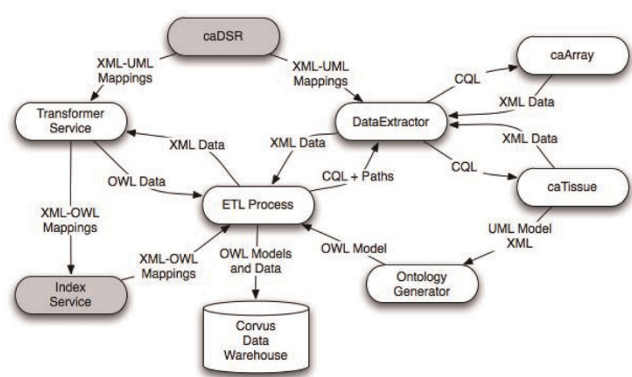 caDSR
XML-UML
Mappings
XML-UML
Mappings
caArray
CQL
XML Data
Transformer
Service
DataExtractor
XML Data
XML Data
XML Data
CQL
OWL Data
CQL + Paths
caTissue
ETL Process
XML-OWL
Mappings
UML Model
XML
XML-OWL
Mappings
OWL Models
and Data
OWL Model
Index
Service
Ontology
Generator
Corvus
Data
Warehouse